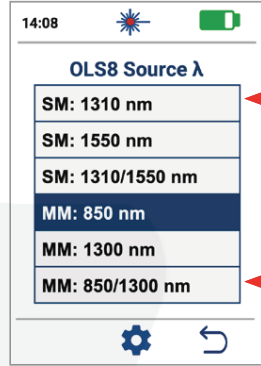 14:08
OLS8 Source λ
SM: 1310 nm
SM: 1550 nm
SM: 1310/1550 nm
MM: 850 nm
MM: 1300 nm
MM: 850/1300 nm